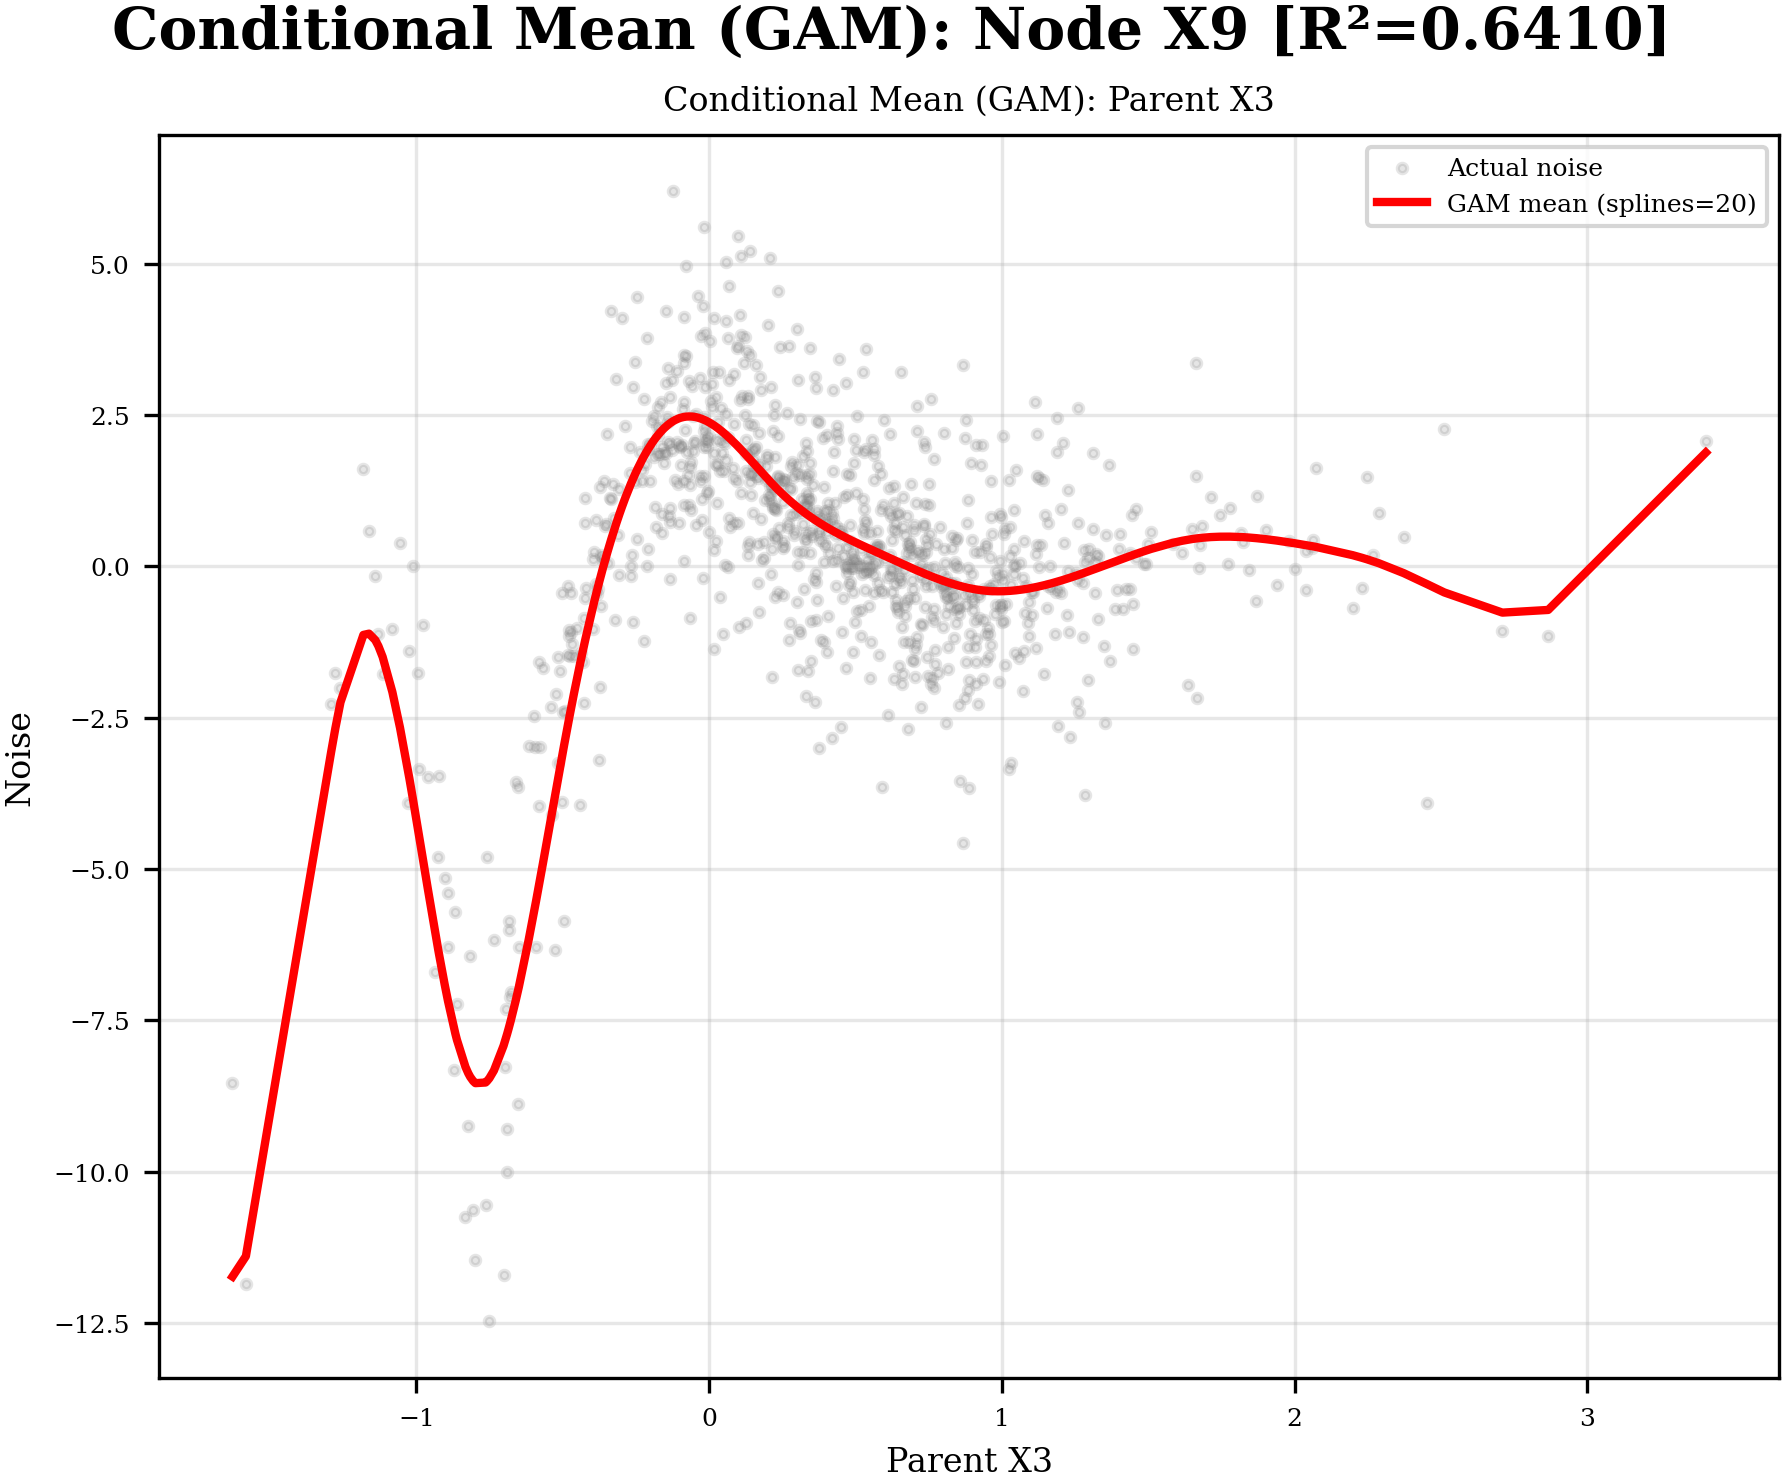 Conditional Mean (GAM): Node X9 [R²=0.6410]
Conditional Mean (GAM): Parent X3
Actual noise
GAM mean (splines=20)
5.0
2.5
0.0
−2.5
−5.0
−7.5
−10.0
−12.5
Noise
−1
0
1
2
3
Parent X3